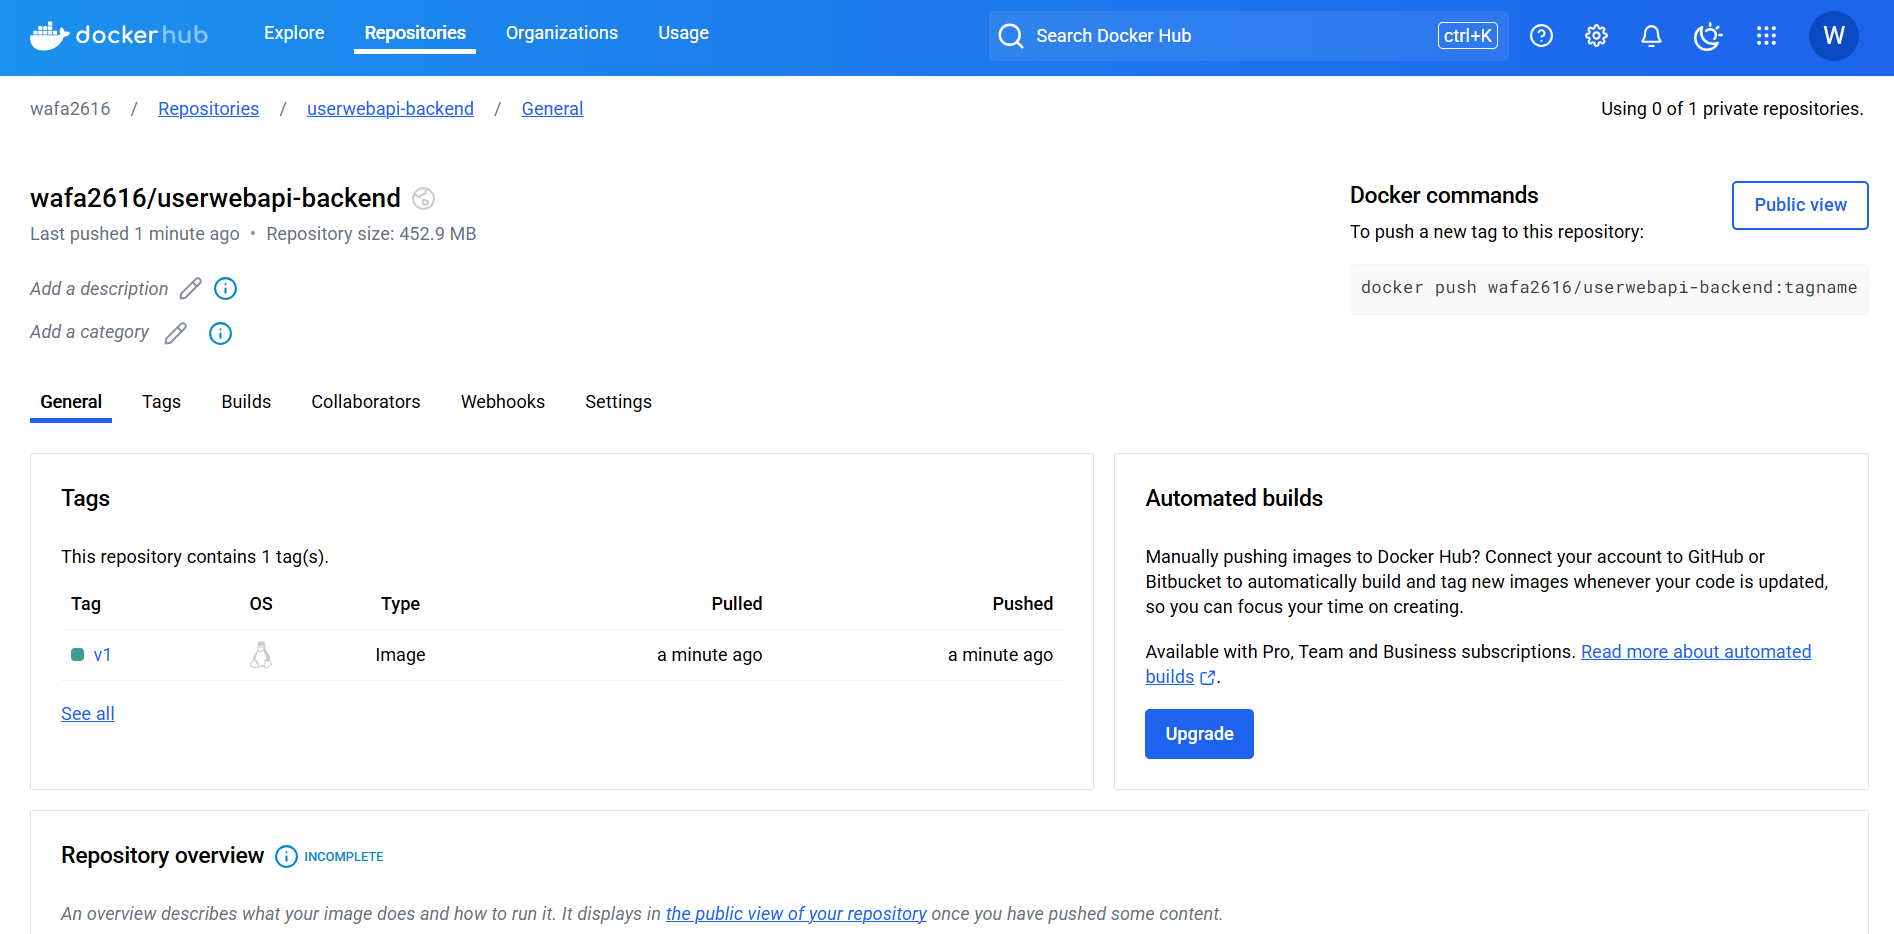 docker hub
Explore Repositories Organizations Usage
Search Docker Hub ctrl+K
W
wafa2616 / Repositories / userwebapi-backend / General
Using 0 of 1 private repositories.
wafa2616/userwebapi-backend
Last pushed 1 minute ago • Repository size: 452.9 MB
Add a description
Add a category
Docker commands
Public view
To push a new tag to this repository:
docker push wafa2616/userwebapi-backend:tagname
General Tags Builds Collaborators Webhooks Settings
Tags
This repository contains 1 tag(s).
Tag OS Type Pulled Pushed
v1 Image a minute ago a minute ago
See all
Automated builds
Manually pushing images to Docker Hub? Connect your account to GitHub or
Bitbucket to automatically build and tag new images whenever your code is updated,
so you can focus your time on creating.
Available with Pro, Team and Business subscriptions. Read more about automated
builds.
Upgrade
Repository overview INCOMPLETE
An overview describes what your image does and how to run it. It displays in the public view of your repository once you have pushed some content.